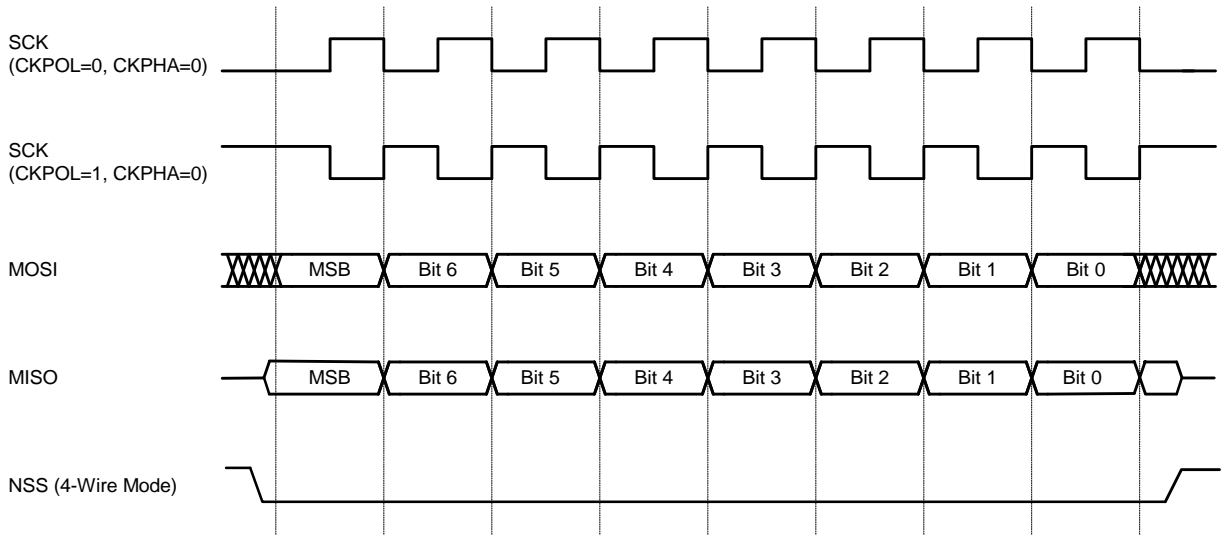 SCK
(CKPOL=0, CKPHA=0)
SCK
(CKPOL=1, CKPHA=0)
MOSI
MSB Bit 6 Bit 5 Bit 4 Bit 3 Bit 2 Bit 1 Bit 0
MISO
MSB Bit 6 Bit 5 Bit 4 Bit 3 Bit 2 Bit 1 Bit 0
NSS (4-Wire Mode)